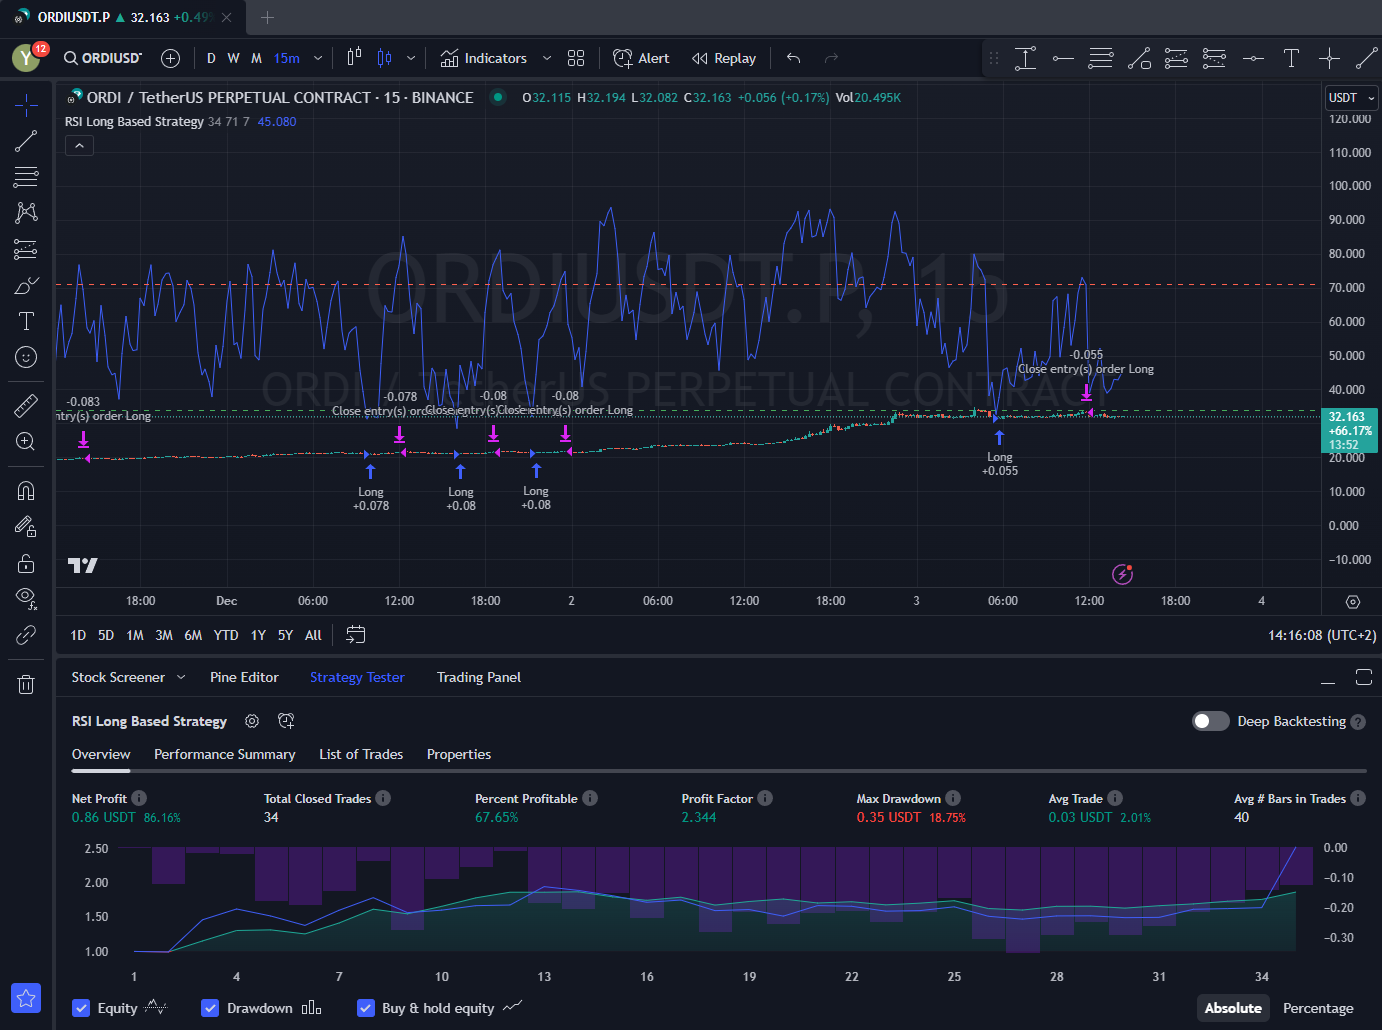 ORDIUSDT.P ▲ 32.163 +0.49
Y 12 ORDIUSDT D W M 15m Indicators Alert Replay
ORDI / TetherUS PERPETUAL CONTRACT · 15 · BINANCE O32.115 H32.194 L32.082 C32.163 +0.056 (+0.17%) Vol20.495K
USDT
RSI Long Based Strategy 34 71 7 45.080
ORDIUSDT.P, 15
ORDI / TetherUS PERPETUAL CONTRACT
120.000
110.000
100.000
90.000
80.000
70.000
60.000
50.000
40.000
32.163
+66.17%
13:52
20.000
10.000
0.000
−10.000
-0.083
ntry(s) order Long
-0.078
Close entry(s) orde
-0.08
Close entry(s)
-0.08
Close entry(s) order Long
-0.055
Close entry(s) order Long
Long
+0.078
Long
+0.08
Long
+0.08
Long
+0.055
18:00 Dec 06:00 12:00 18:00 2 06:00 12:00 18:00 3 06:00 12:00 18:00 4
1D 5D 1M 3M 6M YTD 1Y 5Y All 14:16:08 (UTC+2)
Stock Screener Pine Editor Strategy Tester Trading Panel
RSI Long Based Strategy Deep Backtesting ?
Overview Performance Summary List of Trades Properties
Net Profit Total Closed Trades Percent Profitable Profit Factor Max Drawdown Avg Trade Avg # Bars in Trades
0.86 USDT 86.16% 34 67.65% 2.344 0.35 USDT 18.75% 0.03 USDT 2.01% 40
2.50
2.00
1.50
1.00
0.00
−0.10
−0.20
−0.30
1 4 7 10 13 16 19 22 25 28 31 34
Equity Drawdown Buy & hold equity Absolute Percentage